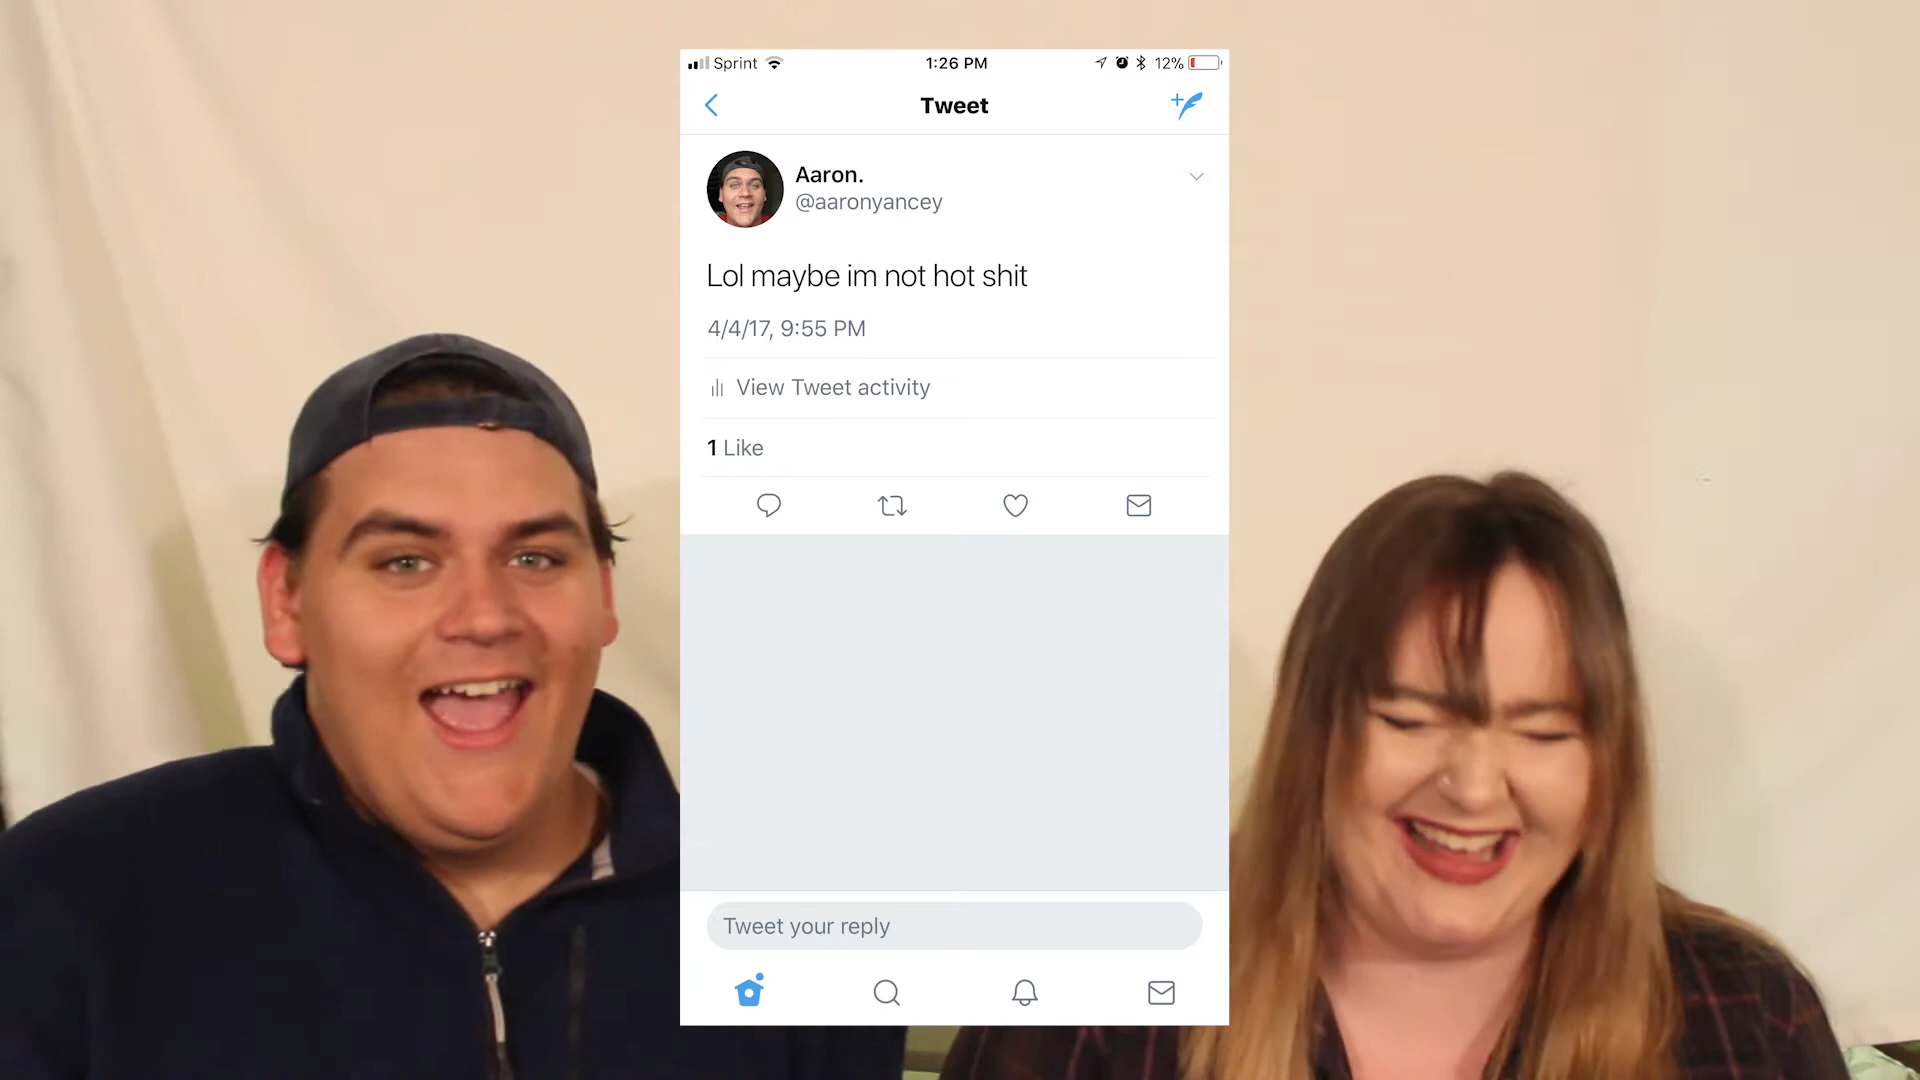 Sprint 1:26 PM 12%
Tweet
Aaron.
@aaronyancey
Lol maybe im not hot shit
4/4/17, 9:55 PM
View Tweet activity
1 Like
Tweet your reply